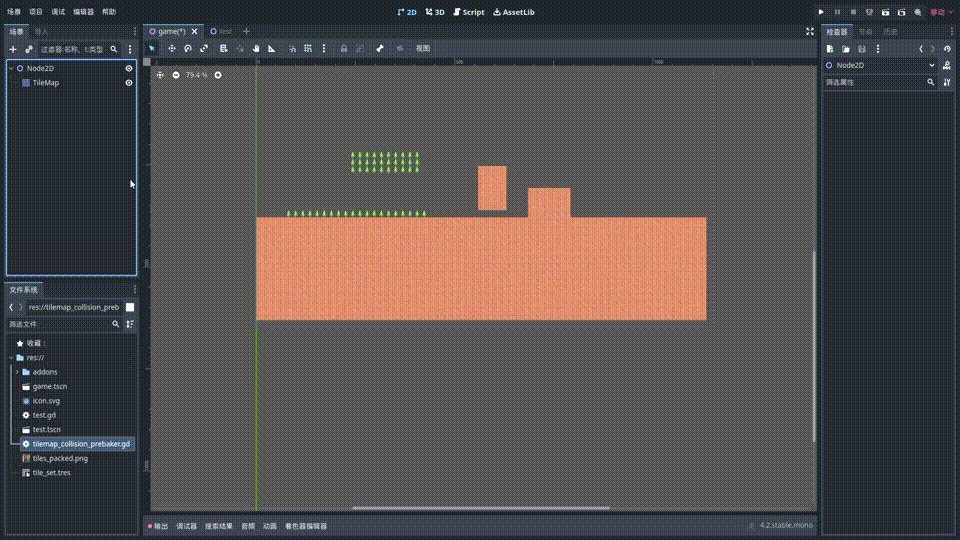 场景 项目 调试 编辑器 帮助
2D 3D Script AssetLib
移动
场景 导入
game(*) test
检查器 节点 历史
过滤器:名称、t:类型
视图
Node2D
TileMap
79.4 %
0 500 1000
Node2D
筛选属性
文件系统
res://tilemap_collision_preb
筛选文件
收藏：
res://
addons
game.tscn
icon.svg
test.gd
test.tscn
tilemap_collision_prebaker.gd
tiles_packed.png
tile_set.tres
输出 调试器 搜索结果 音频 动画 着色器编辑器
4.2.stable.mono